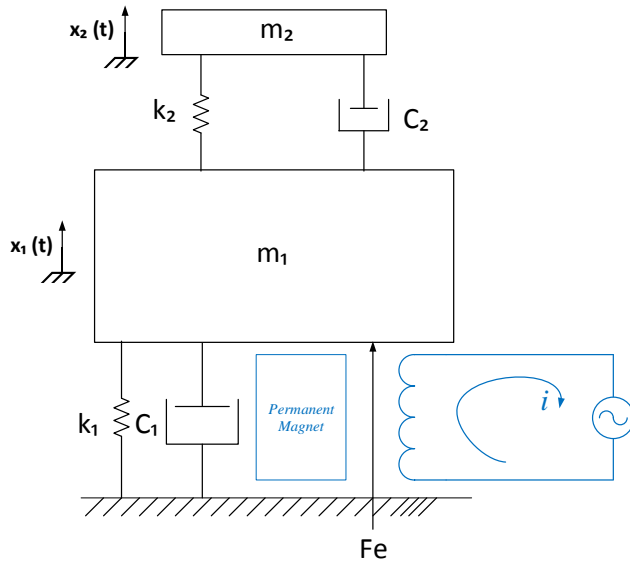 x₂ (t)
m₂
k₂
C₂
x₁ (t)
m₁
k₁
C₁
Permanent
Magnet
i
Fe